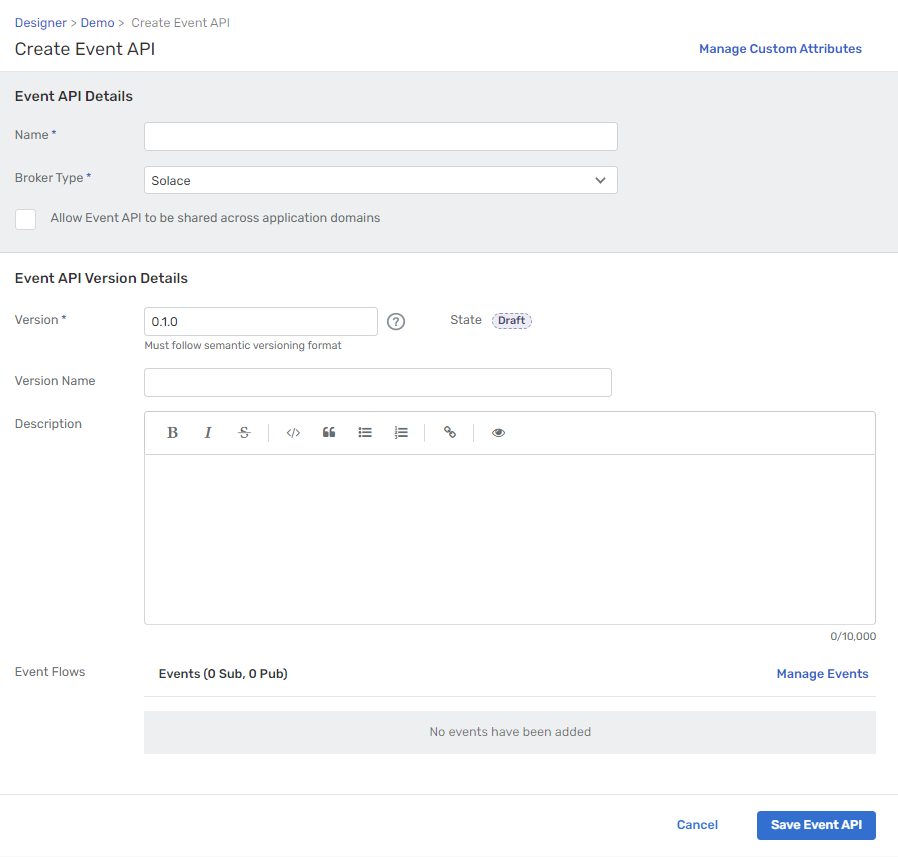 Designer > Demo > Create Event API
Create Event API
Manage Custom Attributes
Event API Details
Name *
Broker Type *
Solace
Allow Event API to be shared across application domains
Event API Version Details
Version *
0.1.0
?
State
Draft
Must follow semantic versioning format
Version Name
Description
B I S </>
0/10,000
Event Flows
Events (0 Sub, 0 Pub)
Manage Events
No events have been added
Cancel
Save Event API